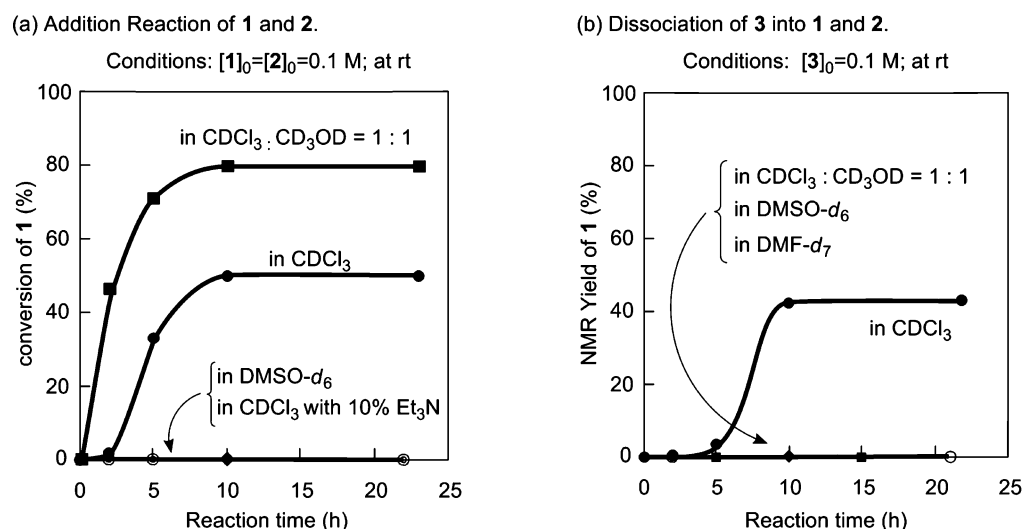 (a) Addition Reaction of 1 and 2.
Conditions: [1]₀=[2]₀=0.1 M; at rt
100
80
60
40
20
0
conversion of 1 (%)
in CDCl₃ : CD₃OD = 1 : 1
in CDCl₃
in DMSO-d₆
in CDCl₃ with 10% Et₃N
0 5 10 15 20 25
Reaction time (h)
(b) Dissociation of 3 into 1 and 2.
Conditions: [3]₀=0.1 M; at rt
100
80
60
40
20
0
NMR Yield of 1 (%)
in CDCl₃ : CD₃OD = 1 : 1
in DMSO-d₆
in DMF-d₇
in CDCl₃
0 5 10 15 20 25
Reaction time (h)